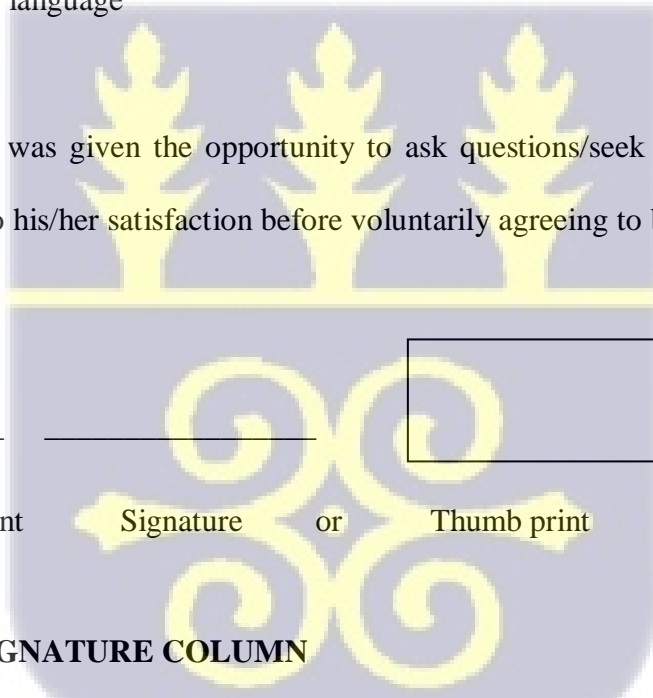 language
was given the opportunity to ask questions/seek
his/her satisfaction before voluntarily agreeing to
Signature or Thumb print
GNATURE COLUMN